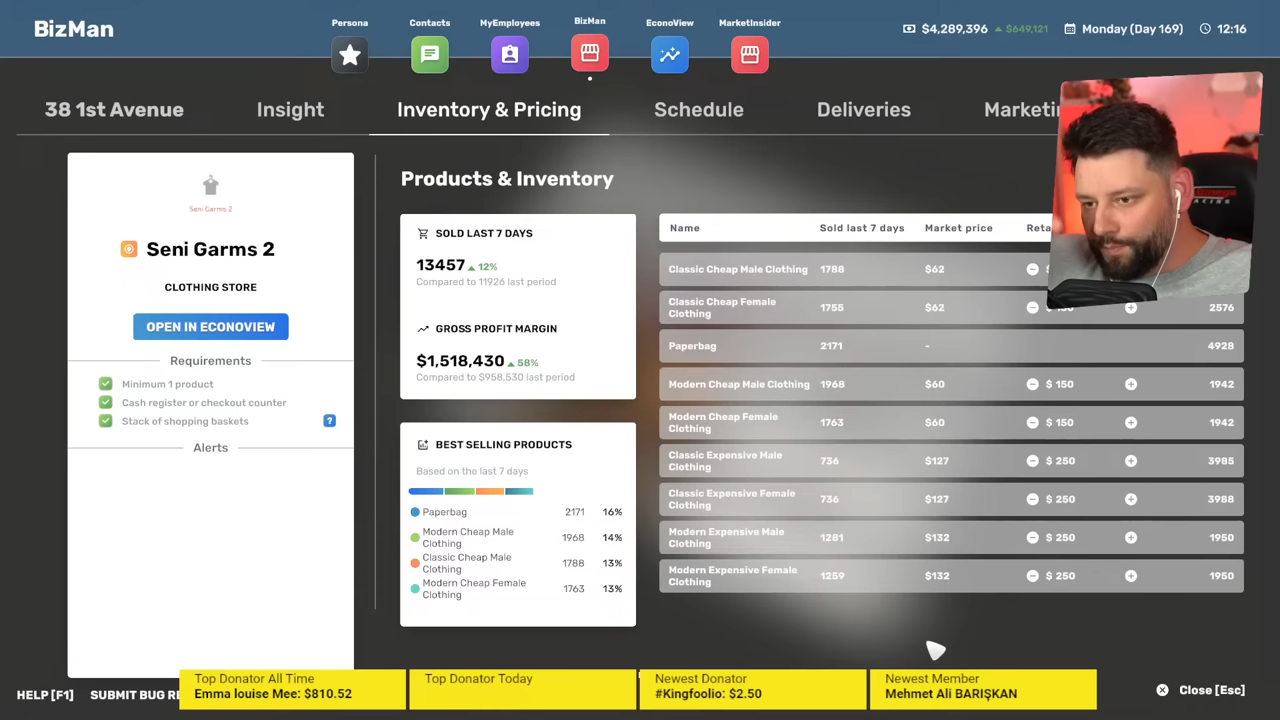 BizMan
Persona
Contacts
MyEmployees
BizMan
EconoView
MarketInsider
$4,289,396 ▲ $649,121
Monday (Day 169)
12:16
38 1st Avenue
Insight
Inventory & Pricing
Schedule
Deliveries
Seni Garms 2
Seni Garms 2
CLOTHING STORE
OPEN IN ECONOVIEW
Requirements
Minimum 1 product
Cash register or checkout counter
Stack of shopping baskets ?
Alerts
Products & Inventory
SOLD LAST 7 DAYS
13457 ▲ 12%
Compared to 11926 last period
GROSS PROFIT MARGIN
$1,518,430 ▲ 58%
Compared to $958,530 last period
BEST SELLING PRODUCTS
Based on the last 7 days
Paperbag 2171 16%
Modern Cheap Male
Clothing 1968 14%
Classic Cheap Male
Clothing 1788 13%
Modern Cheap Female
Clothing 1763 13%
Name Sold last 7 days Market price
Classic Cheap Male Clothing 1788 $62
Classic Cheap Female
Clothing 1755 $62 2576
Paperbag 2171 - 4928
Modern Cheap Male Clothing 1968 $60 $ 150 1942
Modern Cheap Female
Clothing 1763 $60 $ 150 1942
Classic Expensive Male
Clothing 736 $127 $ 250 3985
Classic Expensive Female
Clothing 736 $127 $ 250 3988
Modern Expensive Male
Clothing 1281 $132 $ 250 1950
Modern Expensive Female
Clothing 1259 $132 $ 250 1950
HELP [F1]
SUBMIT BUG
Top Donator All Time
Emma louise Mee: $810.52
Top Donator Today
Newest Donator
#Kingfoolio: $2.50
Newest Member
Mehmet Ali BARIŞKAN
Close [Esc]